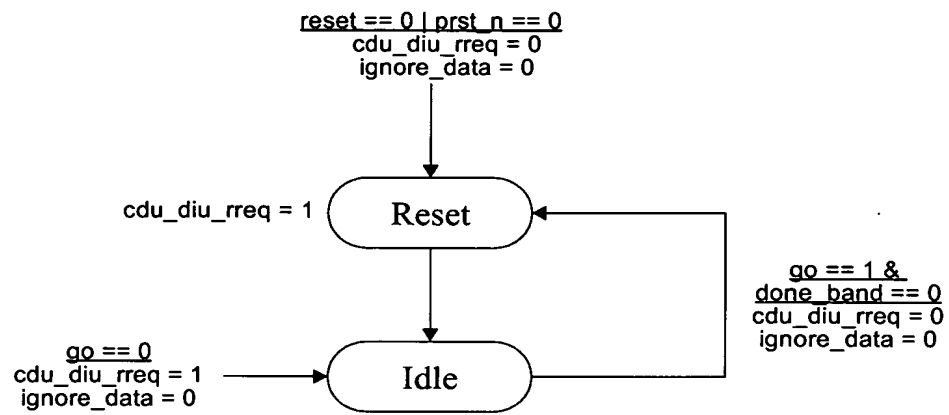 reset == 0 | prst_n == 0
cdu_diu_rreq = 0
ignore_data = 0
cdu_diu_rreq = 1
Reset
go == 1 &
done_band == 0
cdu_diu_rreq = 0
ignore_data = 0
go == 0
cdu_diu_rreq = 1
ignore_data = 0
Idle